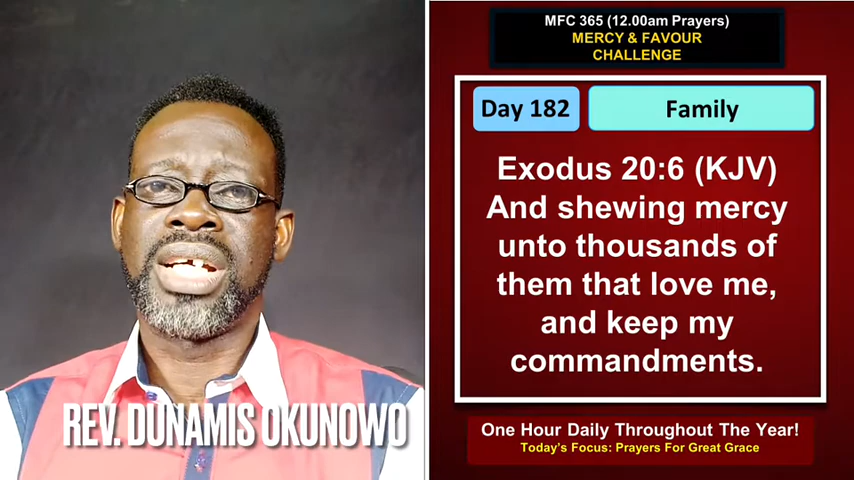 REV. DUNAMIS OKUNOWO
MFC 365 (12.00am Prayers)
MERCY & FAVOUR
CHALLENGE
Day 182
Family
Exodus 20:6 (KJV)
And shewing mercy
unto thousands of
them that love me,
and keep my
commandments.
One Hour Daily Throughout The Year!
Today's Focus: Prayers For Great Grace